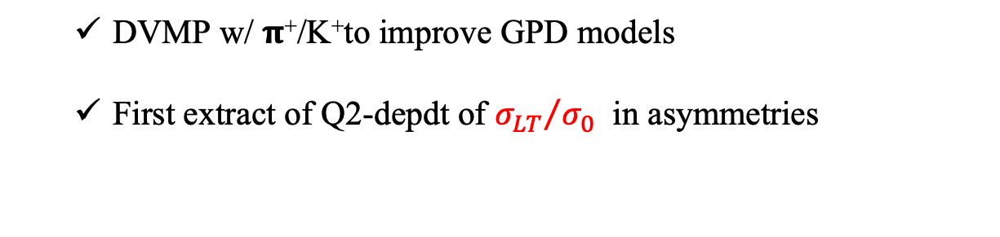 ✓ DVMP w/ π⁺/K⁺to improve GPD models
✓ First extract of Q2-depdt of σ_LT/σ_0 in asymmetries